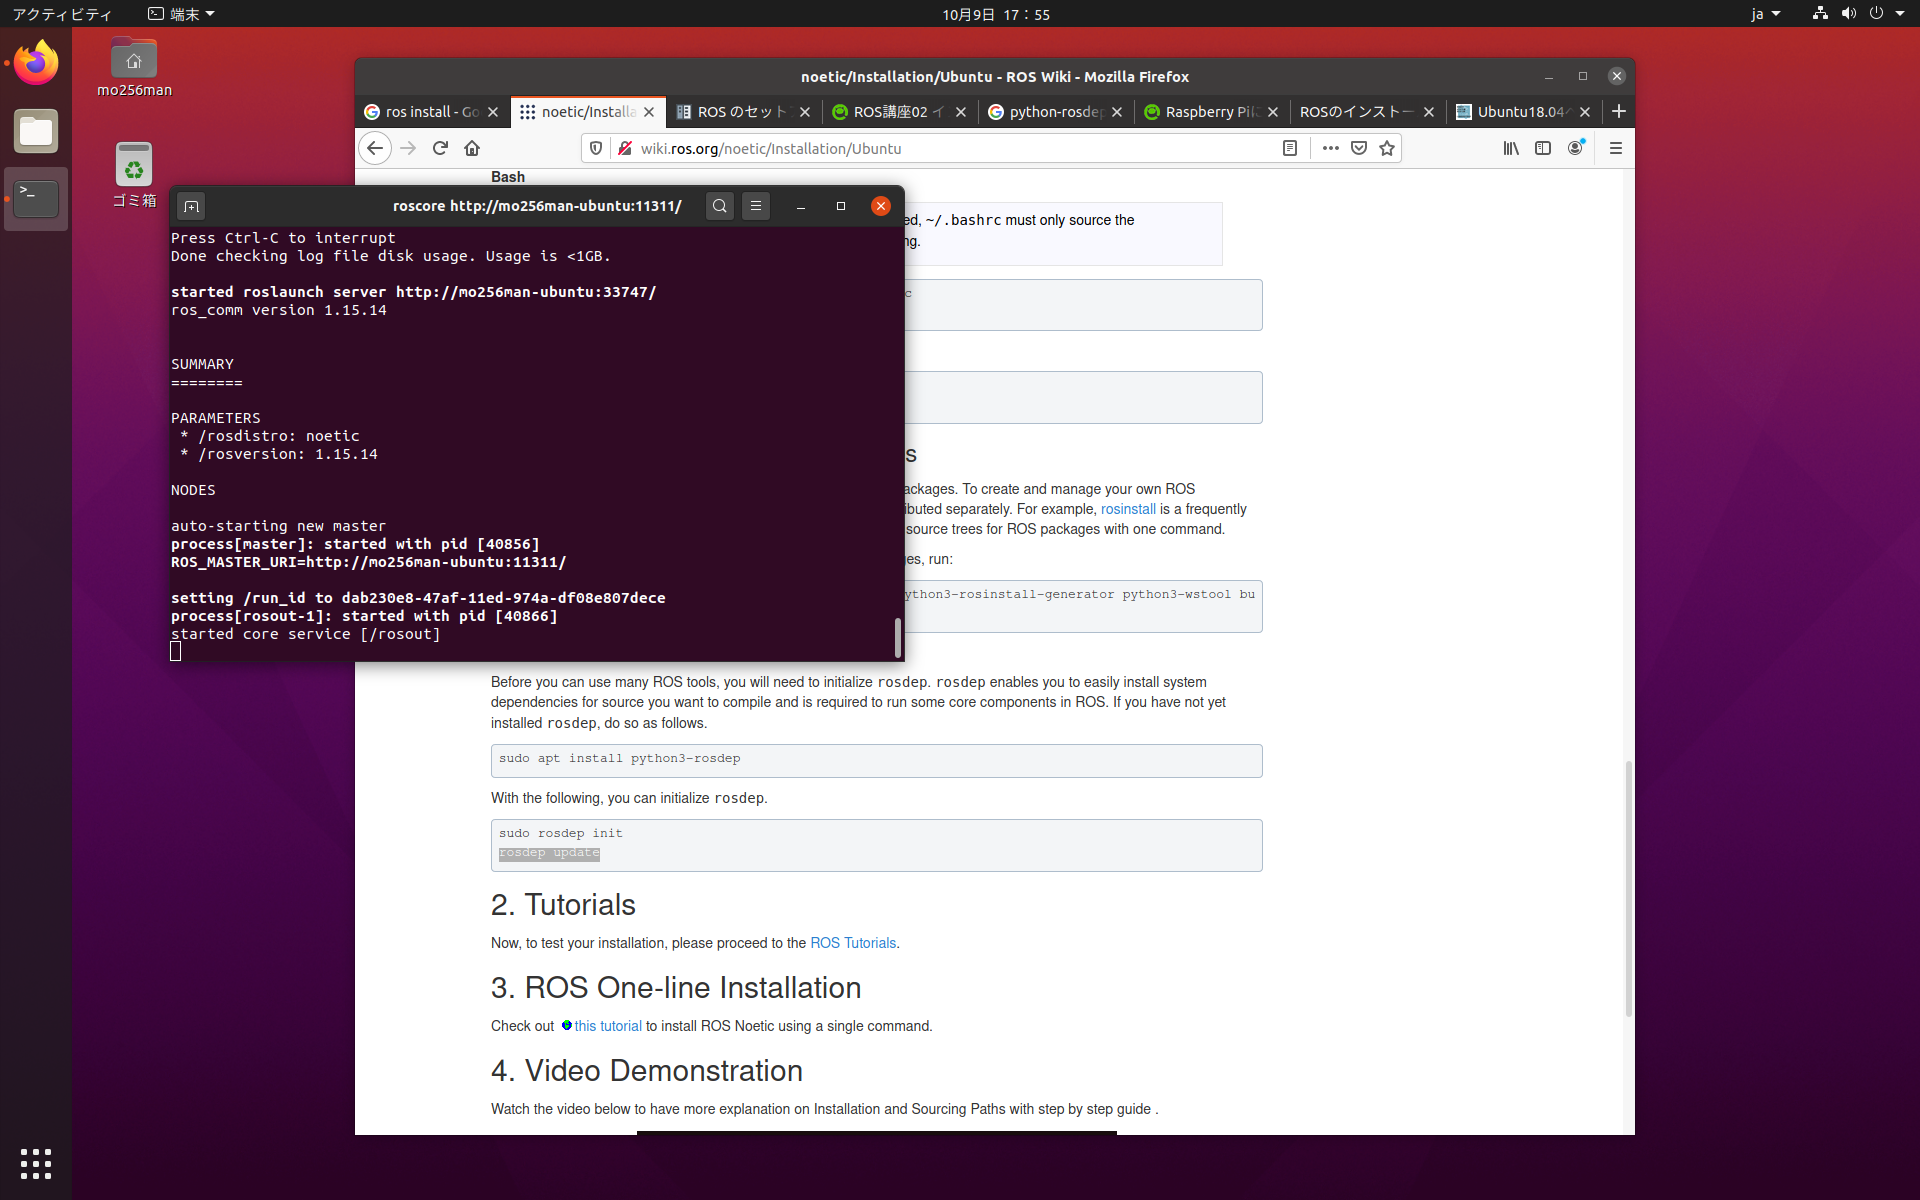 アクティビティ
端末
10月9日 17：55
ja
mo256man
ゴミ箱
noetic/Installation/Ubuntu - ROS Wiki - Mozilla Firefox
ros install - Go
noetic/Installa
ROS のセット
ROS講座02 イ
python-rosdep
Raspberry Piに
ROSのインストー
Ubuntu18.04
wiki.ros.org/noetic/Installation/Ubuntu
Bash
ed, ~/.bashrc must only source the
ng.
c
roscore http://mo256man-ubuntu:11311/
Press Ctrl-C to interrupt
Done checking log file disk usage. Usage is <1GB.
started roslaunch server http://mo256man-ubuntu:33747/
ros_comm version 1.15.14
SUMMARY
========
PARAMETERS
* /rosdistro: noetic
* /rosversion: 1.15.14
NODES
auto-starting new master
process[master]: started with pid [40856]
ROS_MASTER_URI=http://mo256man-ubuntu:11311/
setting /run_id to dab230e8-47af-11ed-974a-df08e807dece
process[rosout-1]: started with pid [40866]
started core service [/rosout]
s
ackages. To create and manage your own ROS
ibuted separately. For example, rosinstall is a frequently
source trees for ROS packages with one command.
es, run:
ython3-rosinstall-generator python3-wstool bu
Before you can use many ROS tools, you will need to initialize rosdep. rosdep enables you to easily install system
dependencies for source you want to compile and is required to run some core components in ROS. If you have not yet
installed rosdep, do so as follows.
sudo apt install python3-rosdep
With the following, you can initialize rosdep.
sudo rosdep init
rosdep update
2. Tutorials
Now, to test your installation, please proceed to the ROS Tutorials.
3. ROS One-line Installation
Check out this tutorial to install ROS Noetic using a single command.
4. Video Demonstration
Watch the video below to have more explanation on Installation and Sourcing Paths with step by step guide .